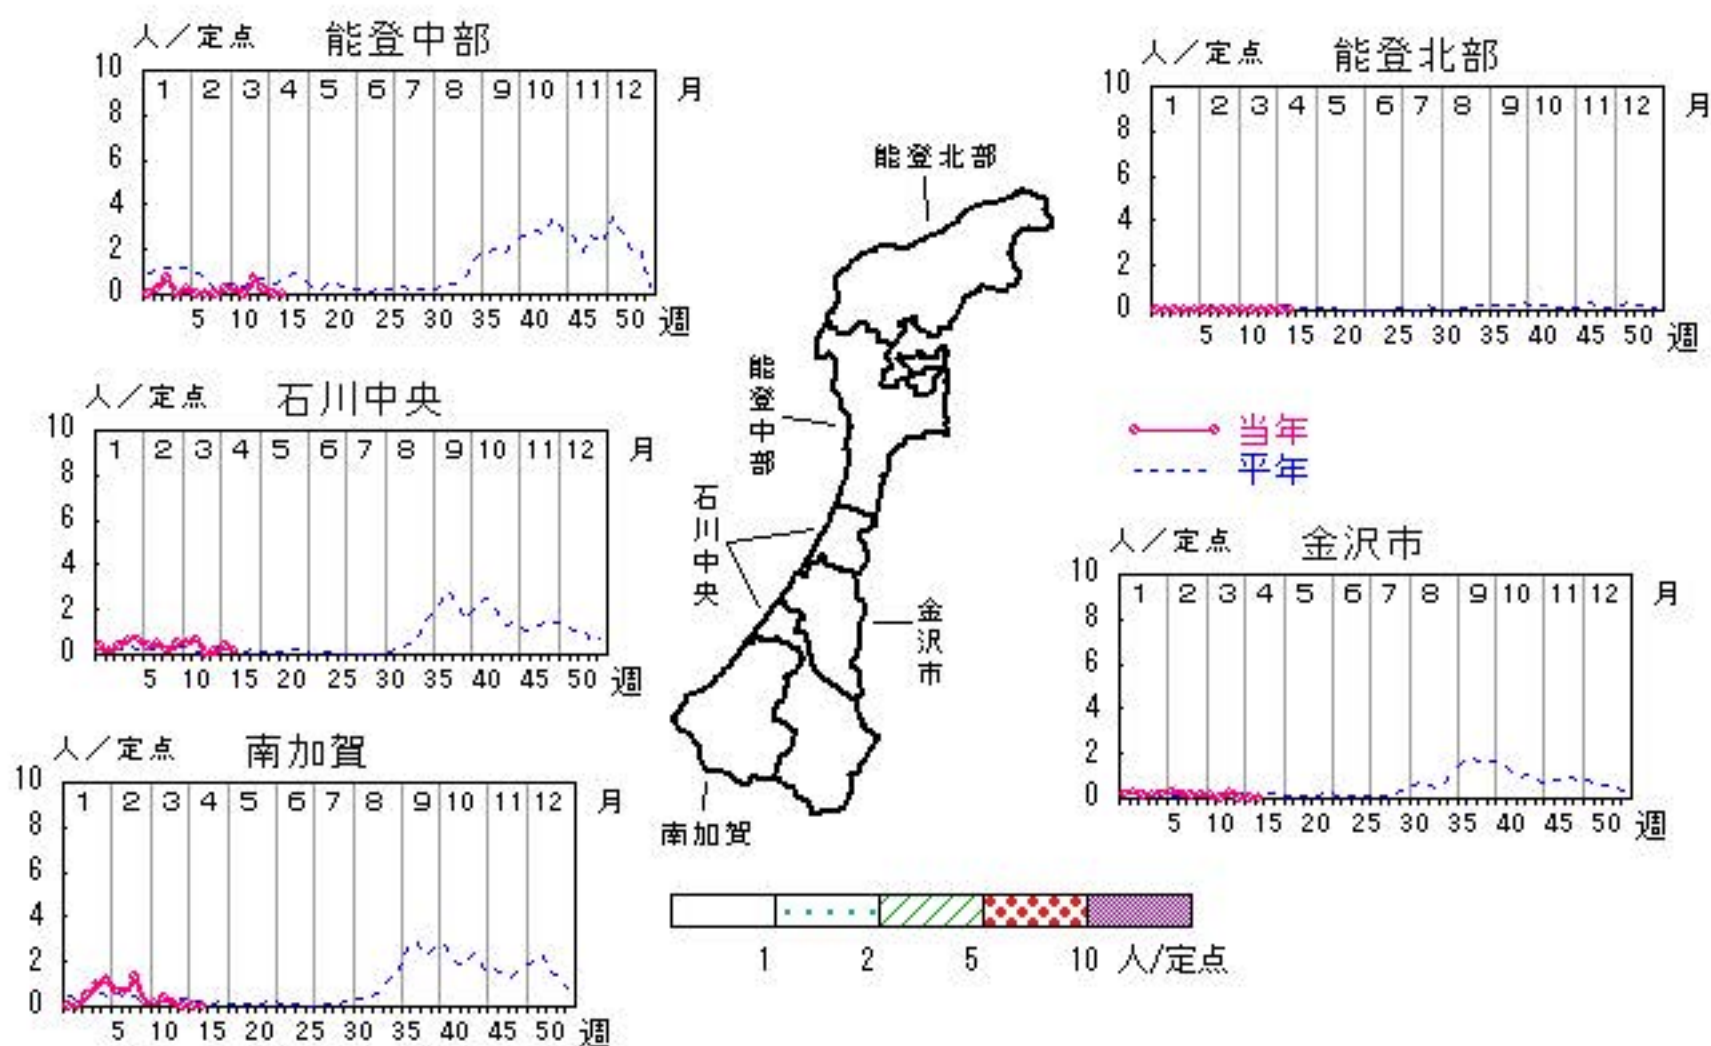 人／定点 能登中部
10 8 6 4 2 0
1 2 3 4 5 6 7 8 9 10 11 12 月
5 10 15 20 25 30 35 40 45 50 週
人／定点 能登北部
10 8 6 4 2 0
1 2 3 4 5 6 7 8 9 10 11 12 月
5 10 15 20 25 30 35 40 45 50 週
人／定点 石川中央
10 8 6 4 2 0
1 2 3 4 5 6 7 8 9 10 11 12 月
5 10 15 20 25 30 35 40 45 50 週
当年
平年
人／定点 金沢市
10 8 6 4 2 0
1 2 3 4 5 6 7 8 9 10 11 12 月
5 10 15 20 25 30 35 40 45 50 週
人／定点 南加賀
10 8 6 4 2 0
1 2 3 4 5 6 7 8 9 10 11 12 月
5 10 15 20 25 30 35 40 45 50 週
能登北部
能登中部
石川中央
金沢市
南加賀
1 2 5 10 人/定点